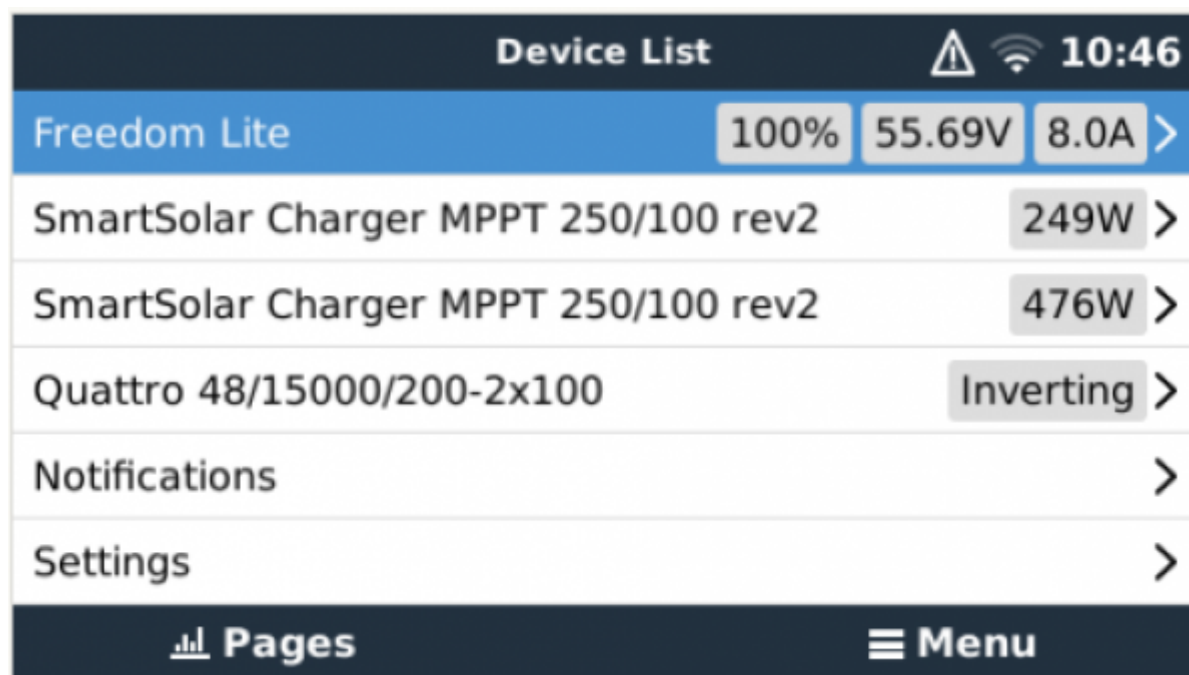 Device List 10:46
Freedom Lite 100% 55.69V 8.0A
SmartSolar Charger MPPT 250/100 rev2 249W
SmartSolar Charger MPPT 250/100 rev2 476W
Quattro 48/15000/200-2x100 Inverting
Notifications
Settings
Pages Menu